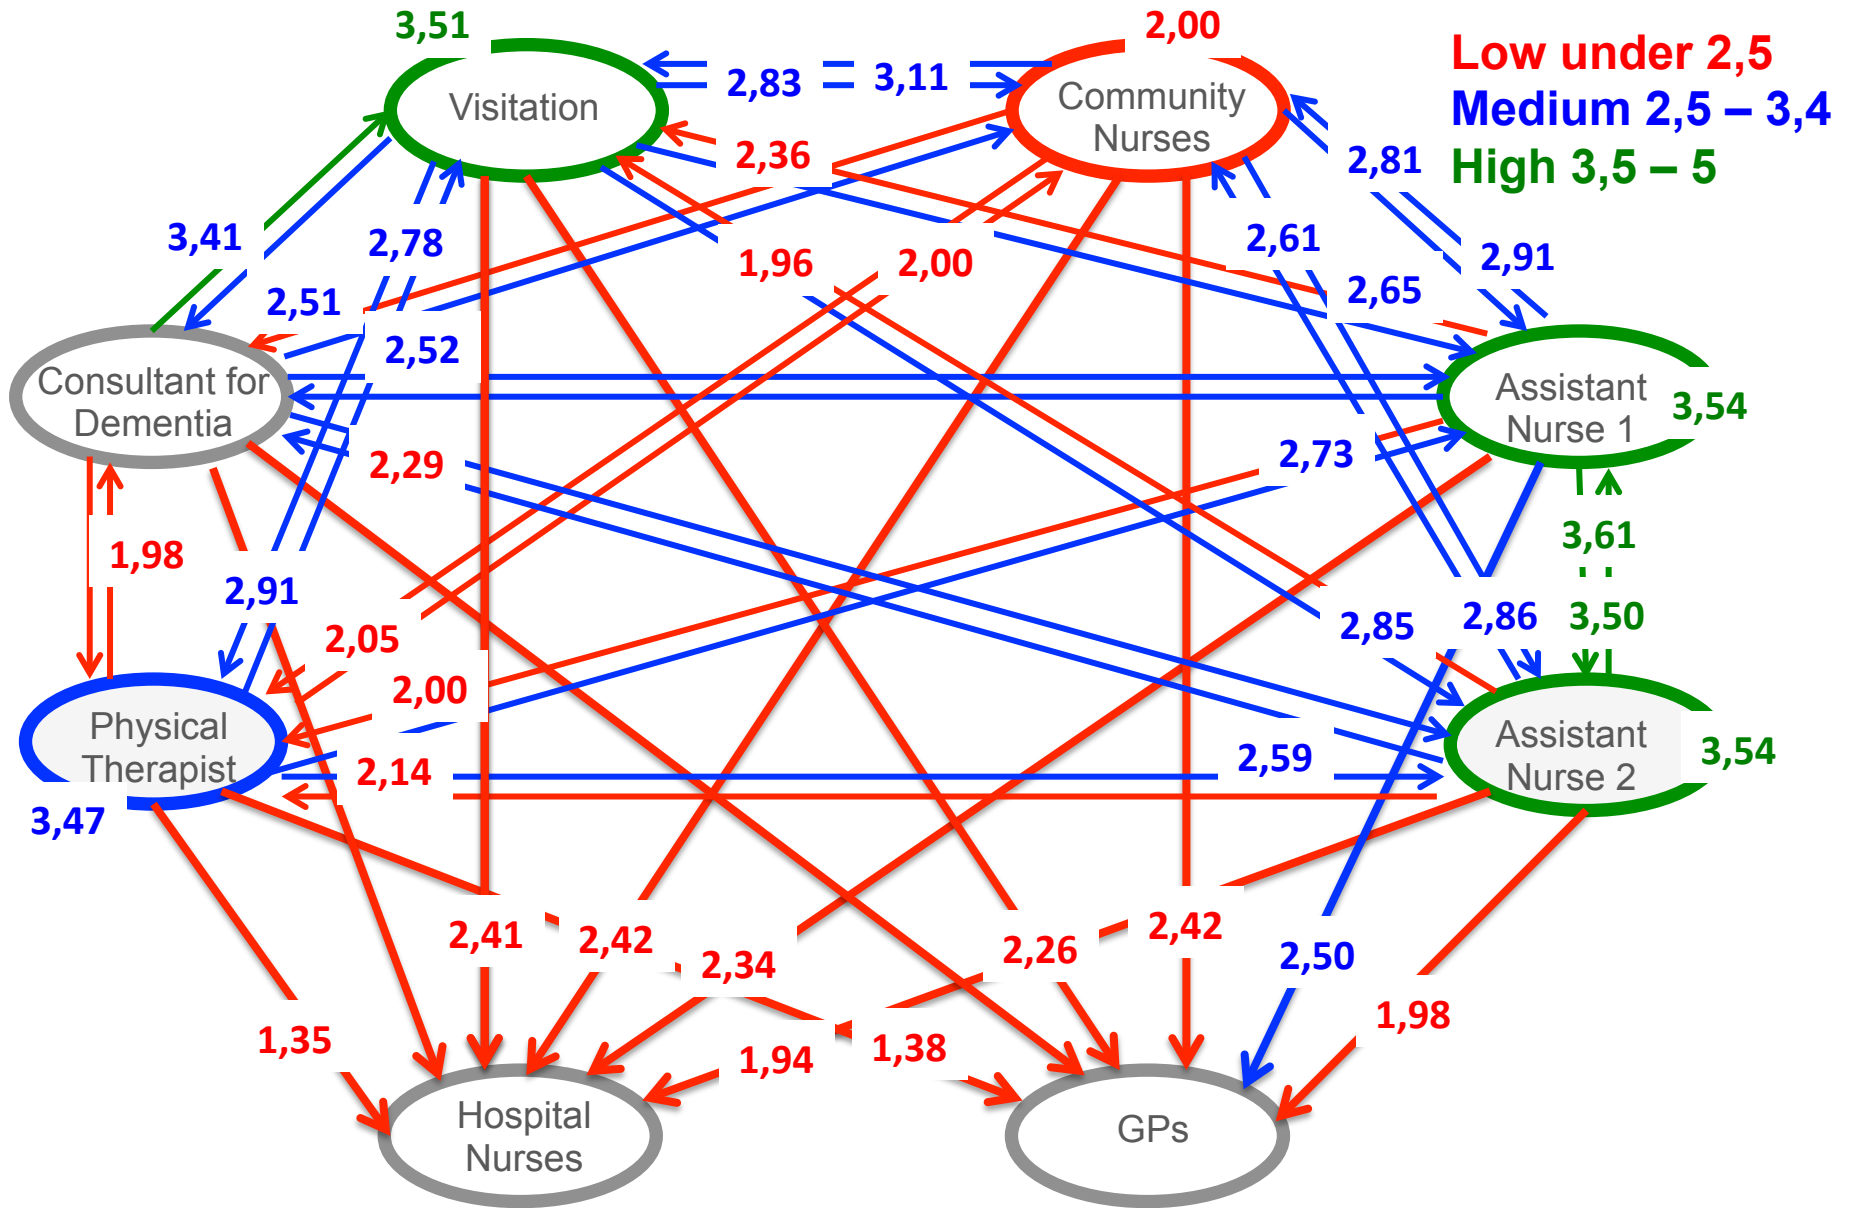 3,51
2,00
Low under 2,5
Medium 2,5 – 3,4
High 3,5 – 5
Visitation
2,83
3,11
Community
Nurses
2,36
2,81
3,41
2,78
1,96
2,00
2,61
2,91
2,51
2,65
2,52
Consultant for
Dementia
Assistant
Nurse 1
3,54
2,29
2,73
1,98
3,61
2,91
2,05
2,85
2,86
3,50
2,00
Physical
Therapist
3,47
2,14
2,59
Assistant
Nurse 2
3,54
2,41
2,42
2,34
2,26
2,42
2,50
1,35
1,94
1,38
1,98
Hospital
Nurses
GPs